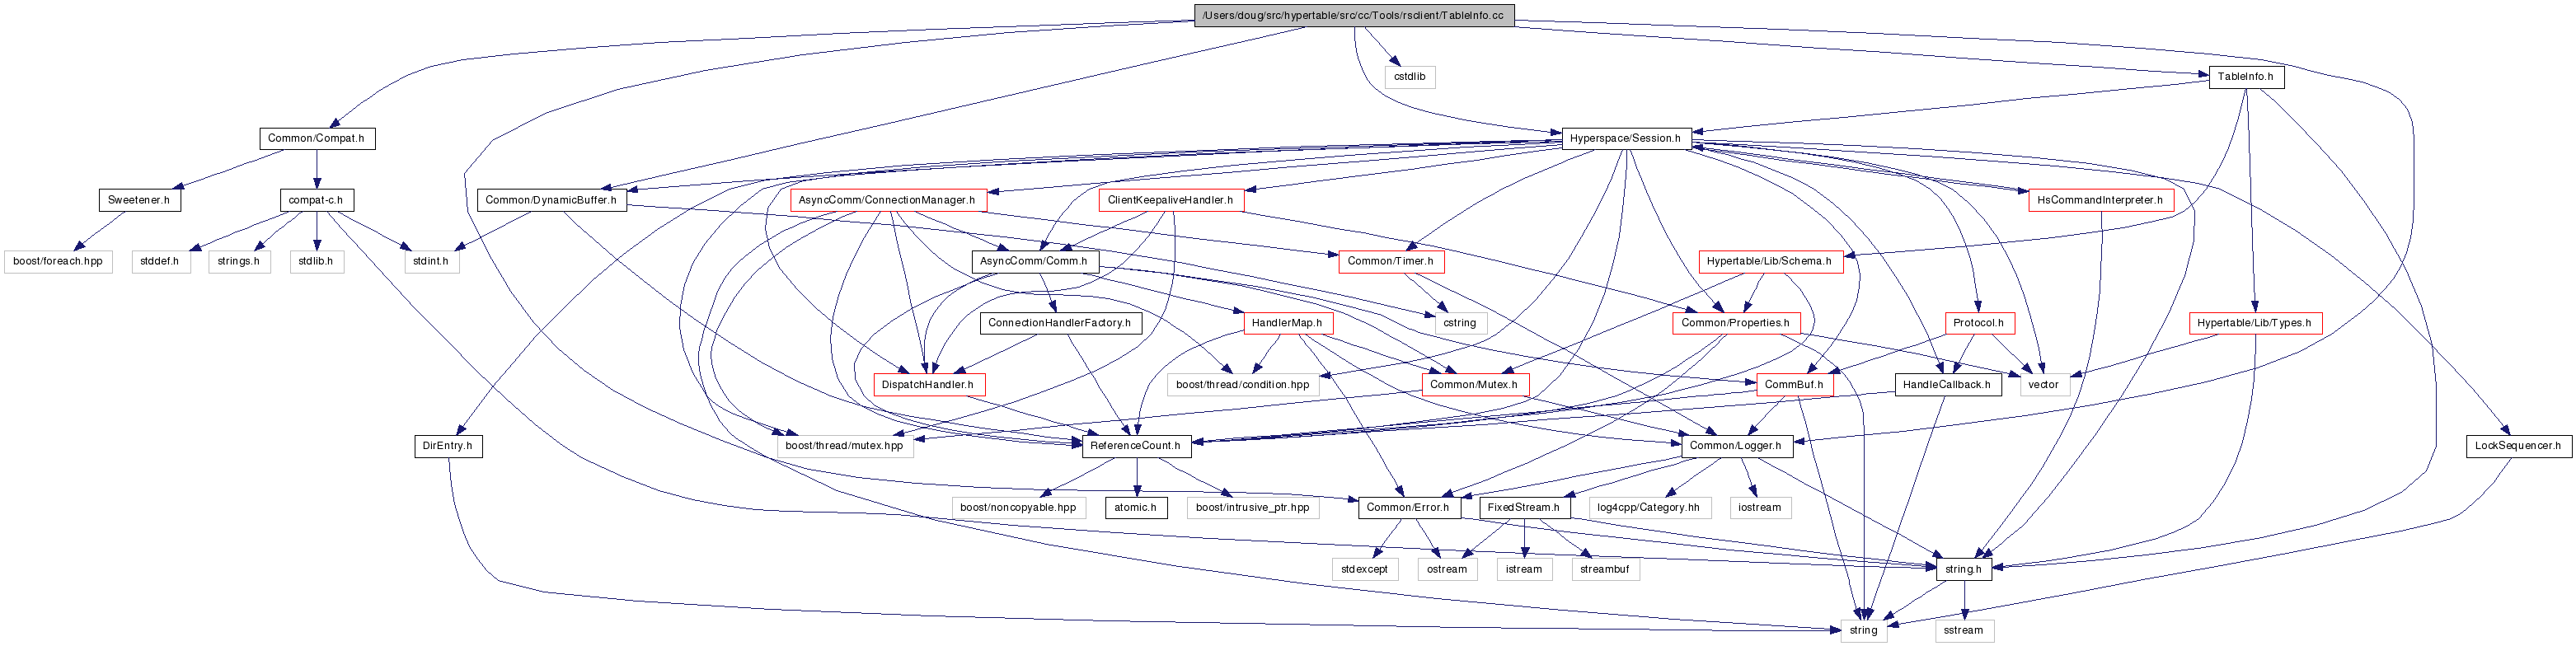 /Users/doug/src/hypertable/src/cc/Tools/rsclient/TableInfo.cc
cstdlib
TableInfo.h
Common/Compat.h
Hyperspace/Session.h
Sweetener.h
compat-c.h
Common/DynamicBuffer.h
AsyncComm/ConnectionManager.h
ClientKeepaliveHandler.h
HsCommandInterpreter.h
boost/foreach.hpp
stddef.h
strings.h
stdlib.h
stdint.h
AsyncComm/Comm.h
Common/Timer.h
Hypertable/Lib/Schema.h
ConnectionHandlerFactory.h
HandlerMap.h
cstring
Common/Properties.h
Protocol.h
Hypertable/Lib/Types.h
DispatchHandler.h
boost/thread/condition.hpp
Common/Mutex.h
CommBuf.h
HandleCallback.h
vector
DirEntry.h
boost/thread/mutex.hpp
ReferenceCount.h
Common/Logger.h
LockSequencer.h
boost/noncopyable.hpp
atomic.h
boost/intrusive_ptr.hpp
Common/Error.h
FixedStream.h
log4cpp/Category.hh
iostream
stdexcept
ostream
istream
streambuf
string.h
string
sstream